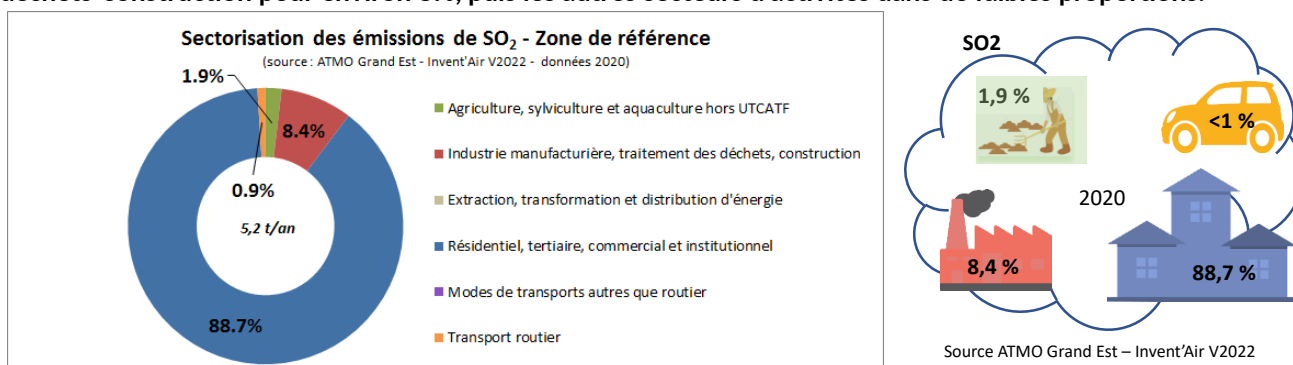 Sectorisation des émissions de SO₂ - Zone de référence
(source : ATMO Grand Est - Invent'Air V2022 - données 2020)
1.9%
8.4%
0.9%
5,2 t/an
88.7%
Agriculture, sylviculture et aquaculture hors UTCATF
Industrie manufacturière, traitement des déchets, construction
Extraction, transformation et distribution d'énergie
Résidentiel, tertiaire, commercial et institutionnel
Modes de transports autres que routier
Transport routier
SO2
1,9 %
<1 %
2020
8,4 %
88,7 %
Source ATMO Grand Est – Invent'Air V2022